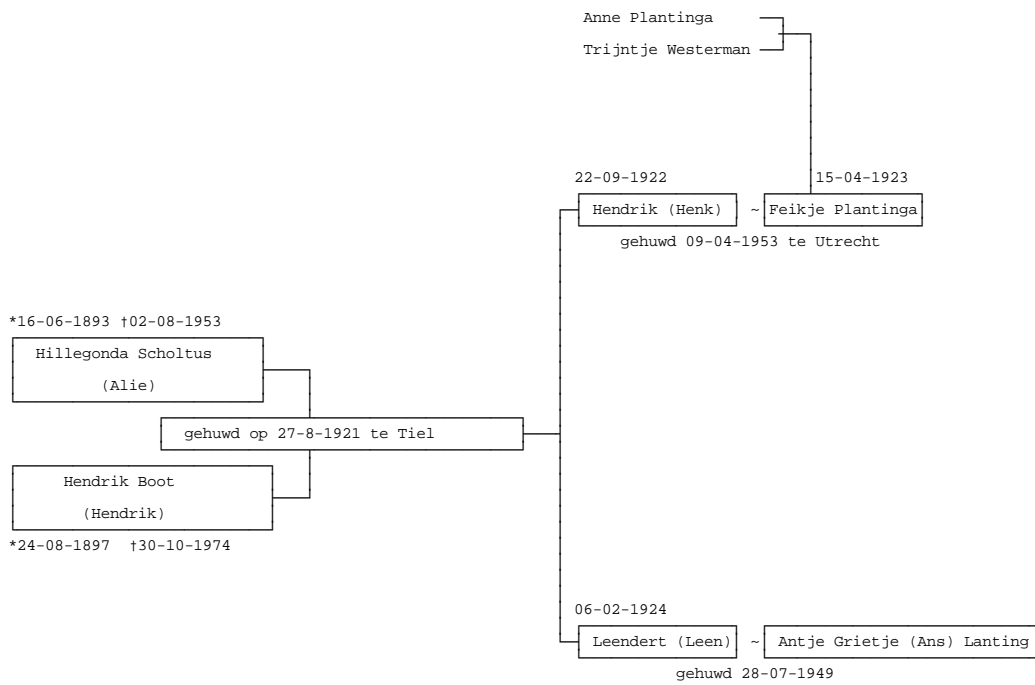 Anne Plantinga
Trijntje Westerman
22-09-1922 15-04-1923
Hendrik (Henk) ~ Feikje Plantinga
gehuwd 09-04-1953 te Utrecht
*16-06-1893 †02-08-1953
Hillegonda Scholtus
(Alie)
gehuwd op 27-8-1921 te Tiel
Hendrik Boot
(Hendrik)
*24-08-1897 †30-10-1974
06-02-1924
Leendert (Leen) ~ Antje Grietje (Ans) Lanting
gehuwd 28-07-1949